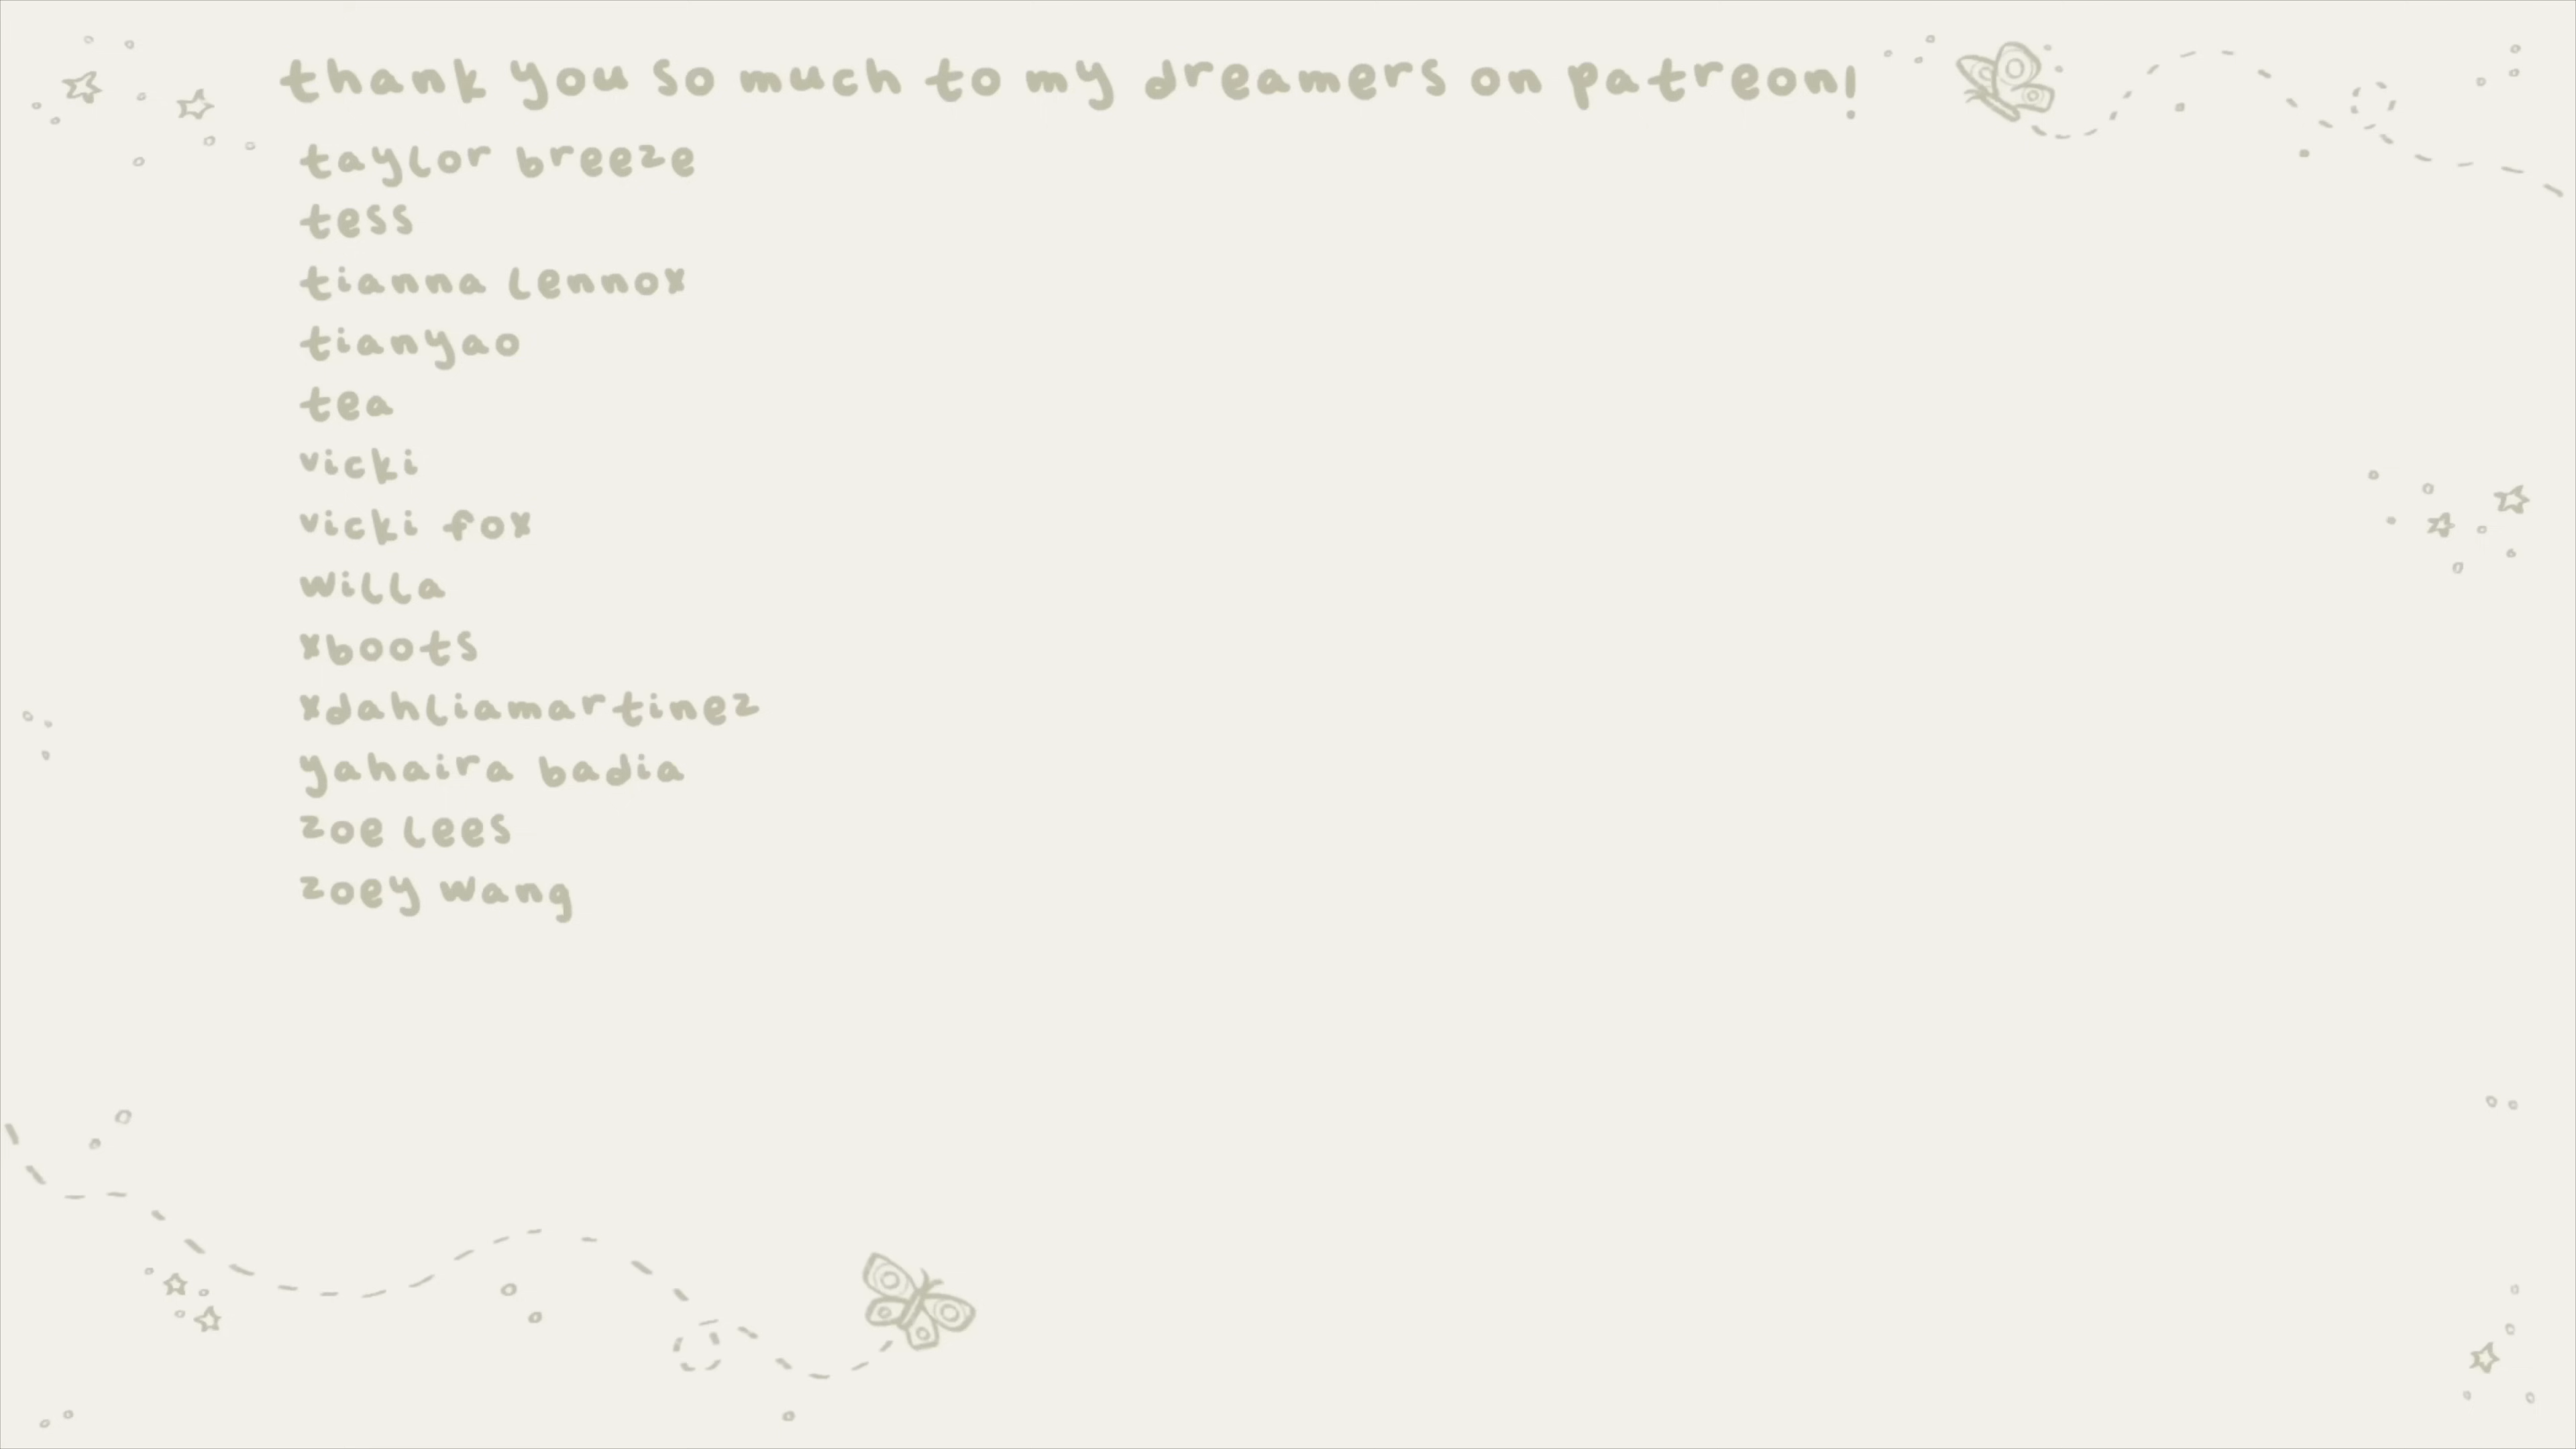 thank you so much to my dreamers on patreon!
taylor breeze
tess
tianna lennox
tianyao
tea
vicki
vicki fox
willa
xboots
xdahliamartinez
yahaira badia
zoe lees
zoey wang